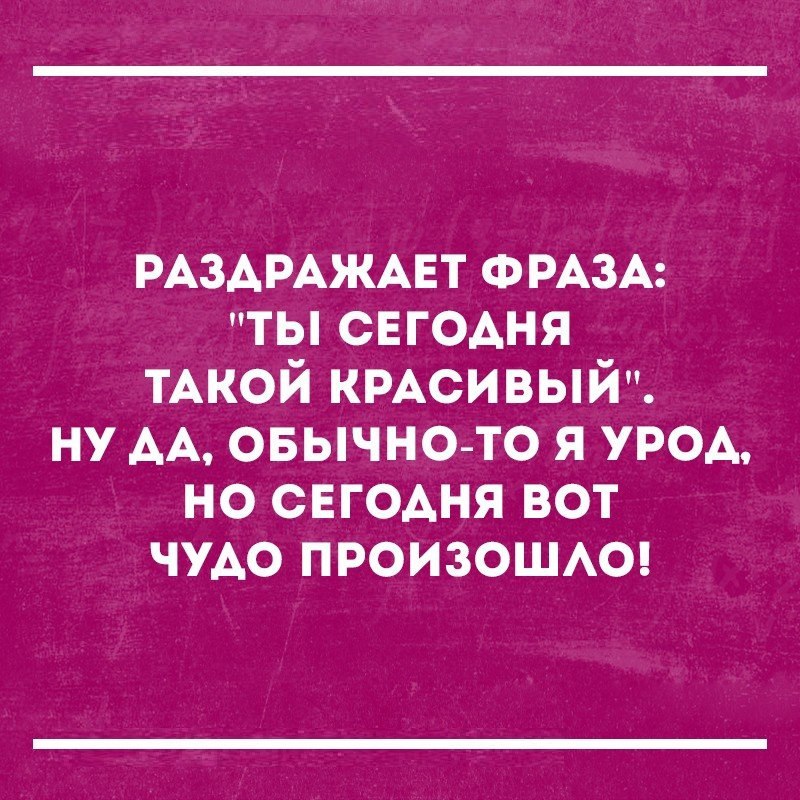 РАЗДРАЖАЕТ ФРАЗА:
"ТЫ СЕГОДНЯ
ТАКОЙ КРАСИВЫЙ".
НУ ДА, ОБЫЧНО-ТО Я УРОД,
НО СЕГОДНЯ ВОТ
ЧУДО ПРОИЗОШЛО!